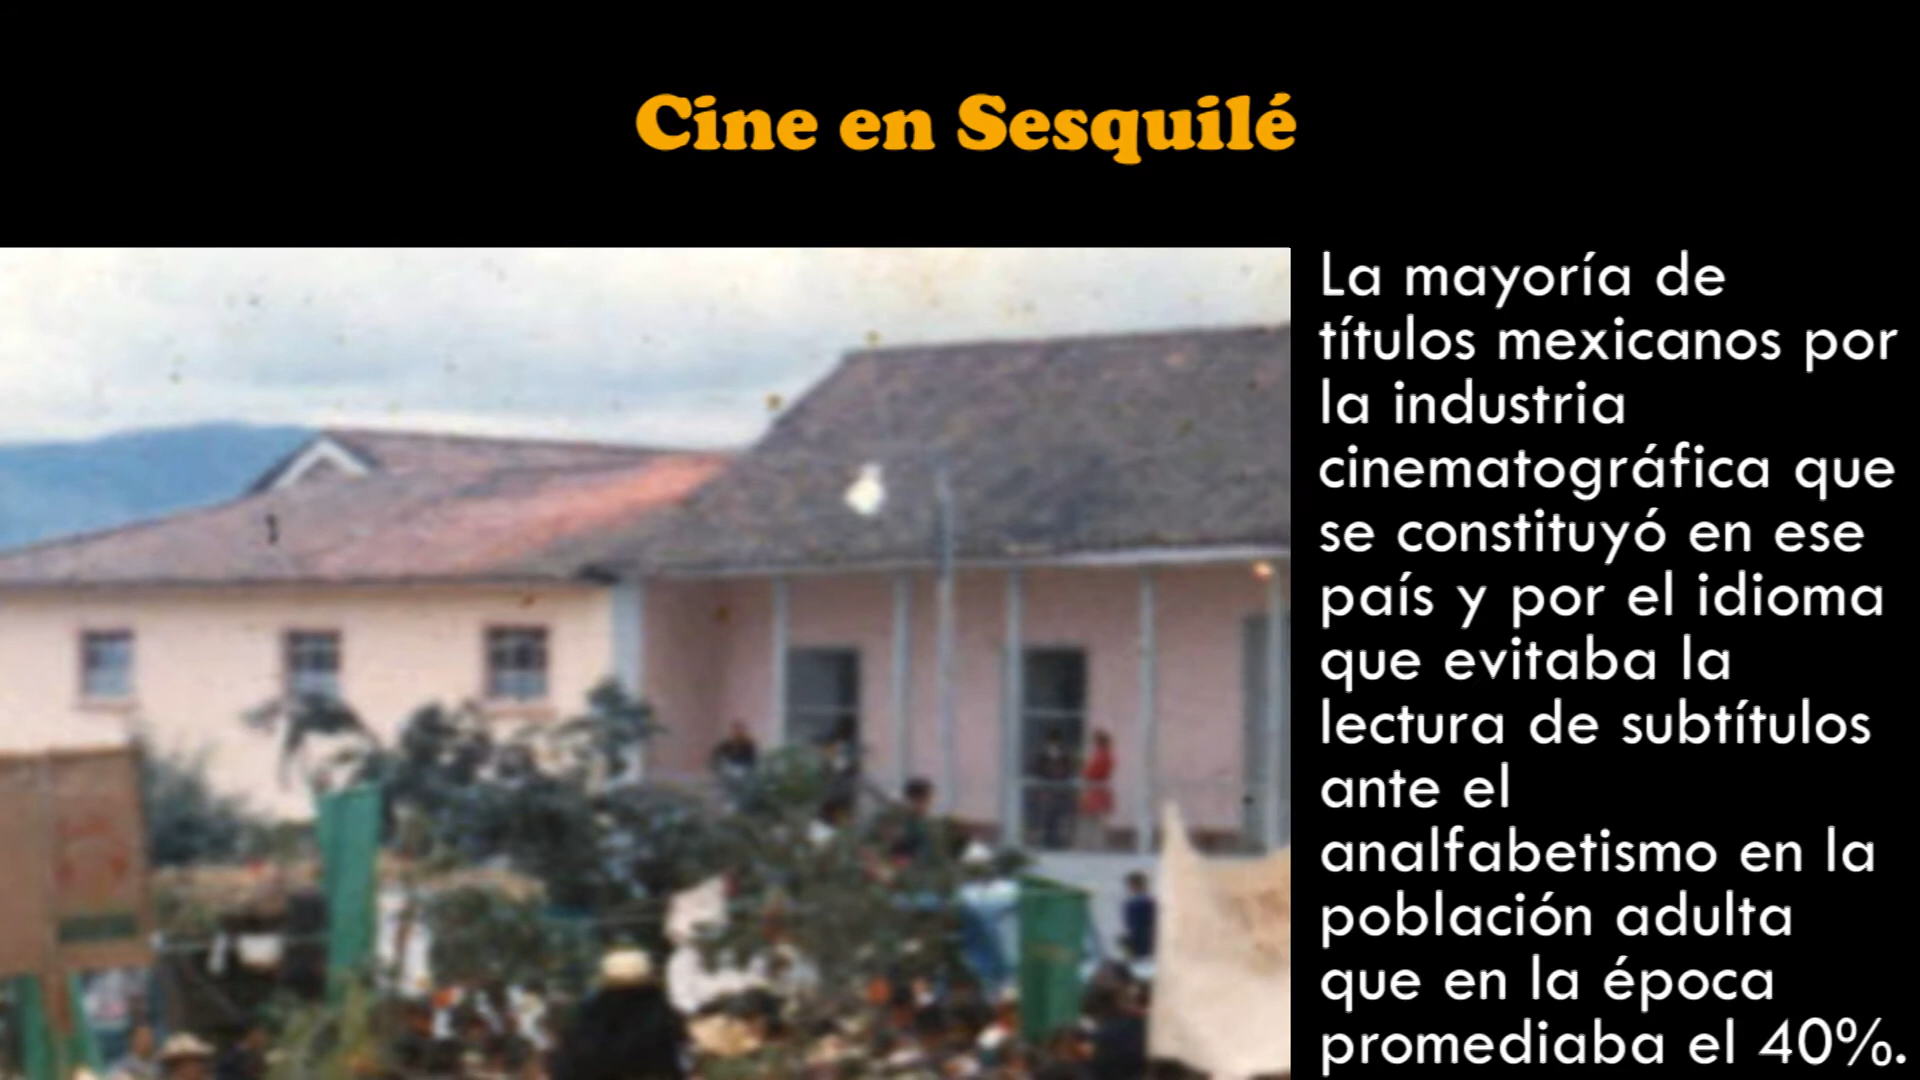 Cine en Sesquilé
La mayoría de
títulos mexicanos por
la industria
cinematográfica que
se constituyó en ese
país y por el idioma
que evitaba la
lectura de subtítulos
ante el
analfabetismo en la
población adulta
que en la época
promediaba el 40%.